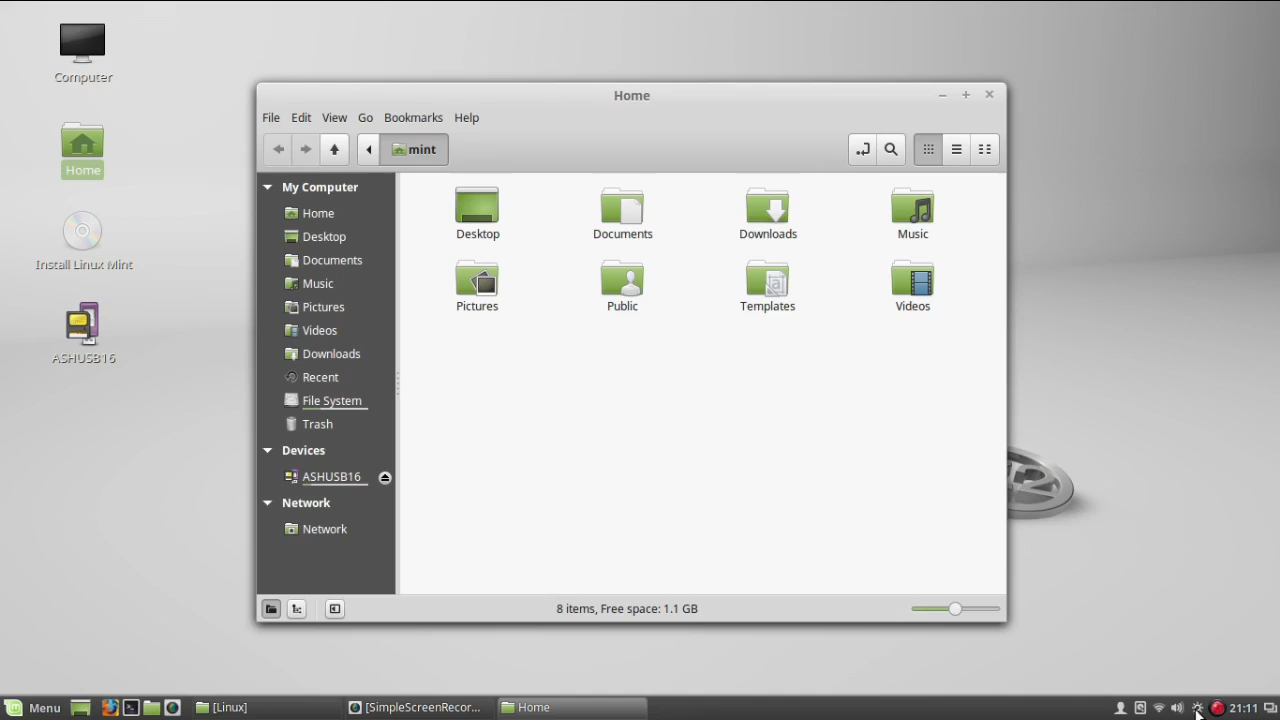 Computer
Home
Install Linux Mint
ASHUSB16
Home
File Edit View Go Bookmarks Help
mint
My Computer
Home
Desktop
Documents
Music
Pictures
Videos
Downloads
Recent
File System
Trash
Devices
ASHUSB16
Network
Network
Desktop Documents Downloads Music
Pictures Public Templates Videos
8 items, Free space: 1.1 GB
Menu [Linux] [SimpleScreenRecor... Home 21:11